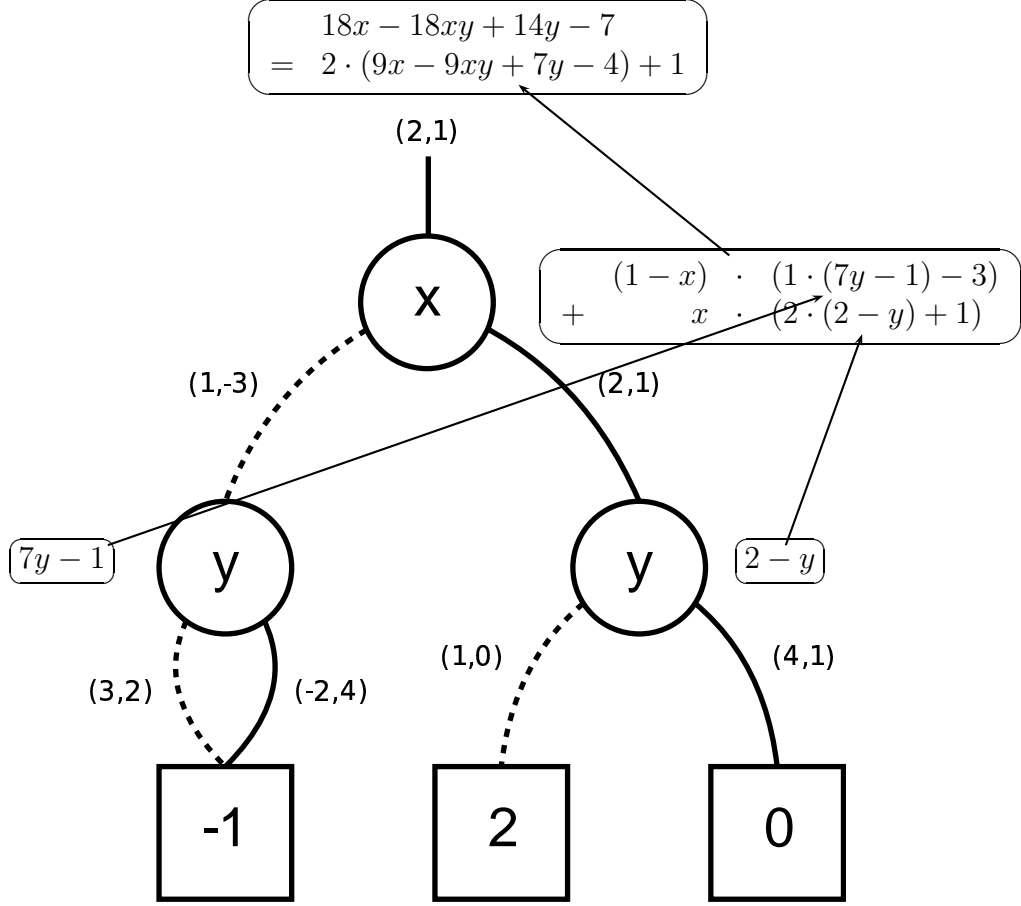 18x − 18xy + 14y − 7
= 2 · (9x − 9xy + 7y − 4) + 1
(2,1)
x
(1 − x) · (1 · (7y − 1) − 3)
+ x · (2 · (2 − y) + 1)
(1,-3)
(2,1)
7y − 1
y
y
2 − y
(3,2)
(-2,4)
(1,0)
(4,1)
-1
2
0